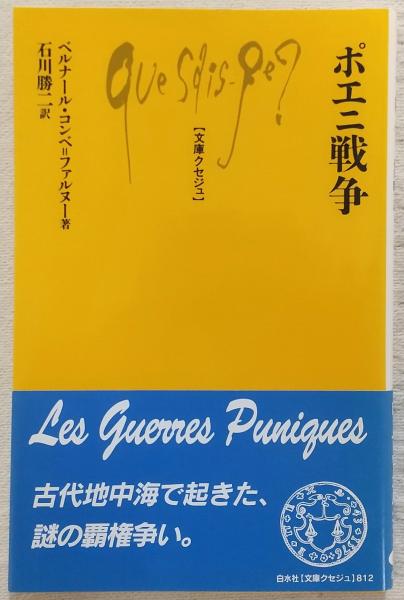 ポエニ戦争
Que sais-je?
【文庫クセジュ】
ベルナール・コンベ=ファルヌー著
石川勝二訳
Les Guerres Puniques
古代地中海で起きた、
謎の覇権争い。
白水社【文庫クセジュ】812